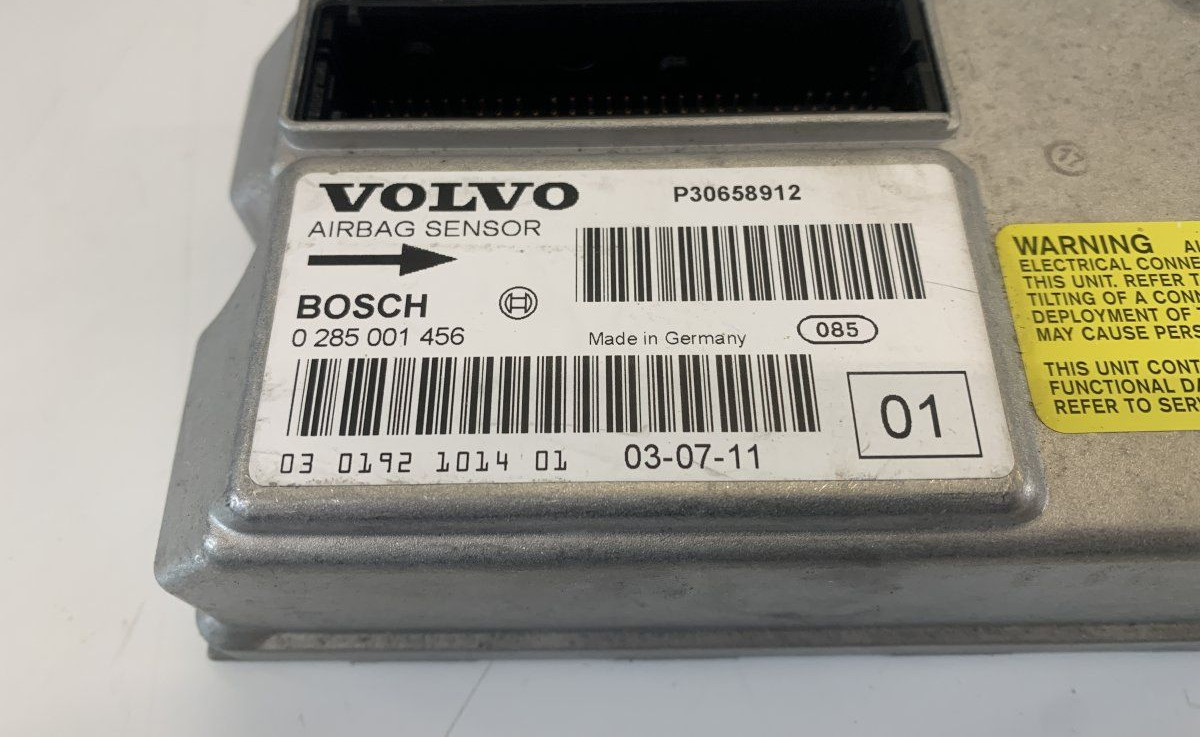 VOLVO
P30658912
AIRBAG SENSOR
BOSCH
0 285 001 456
Made in Germany
085
01
03 0192 1014 01
03-07-11
12
WARNING
ELECTRICAL
THIS UNIT. REFER
TILTING OF A
DEPLOYMENT OF
MAY CAUSE
THIS UNIT
FUNCTIONAL
REFER TO